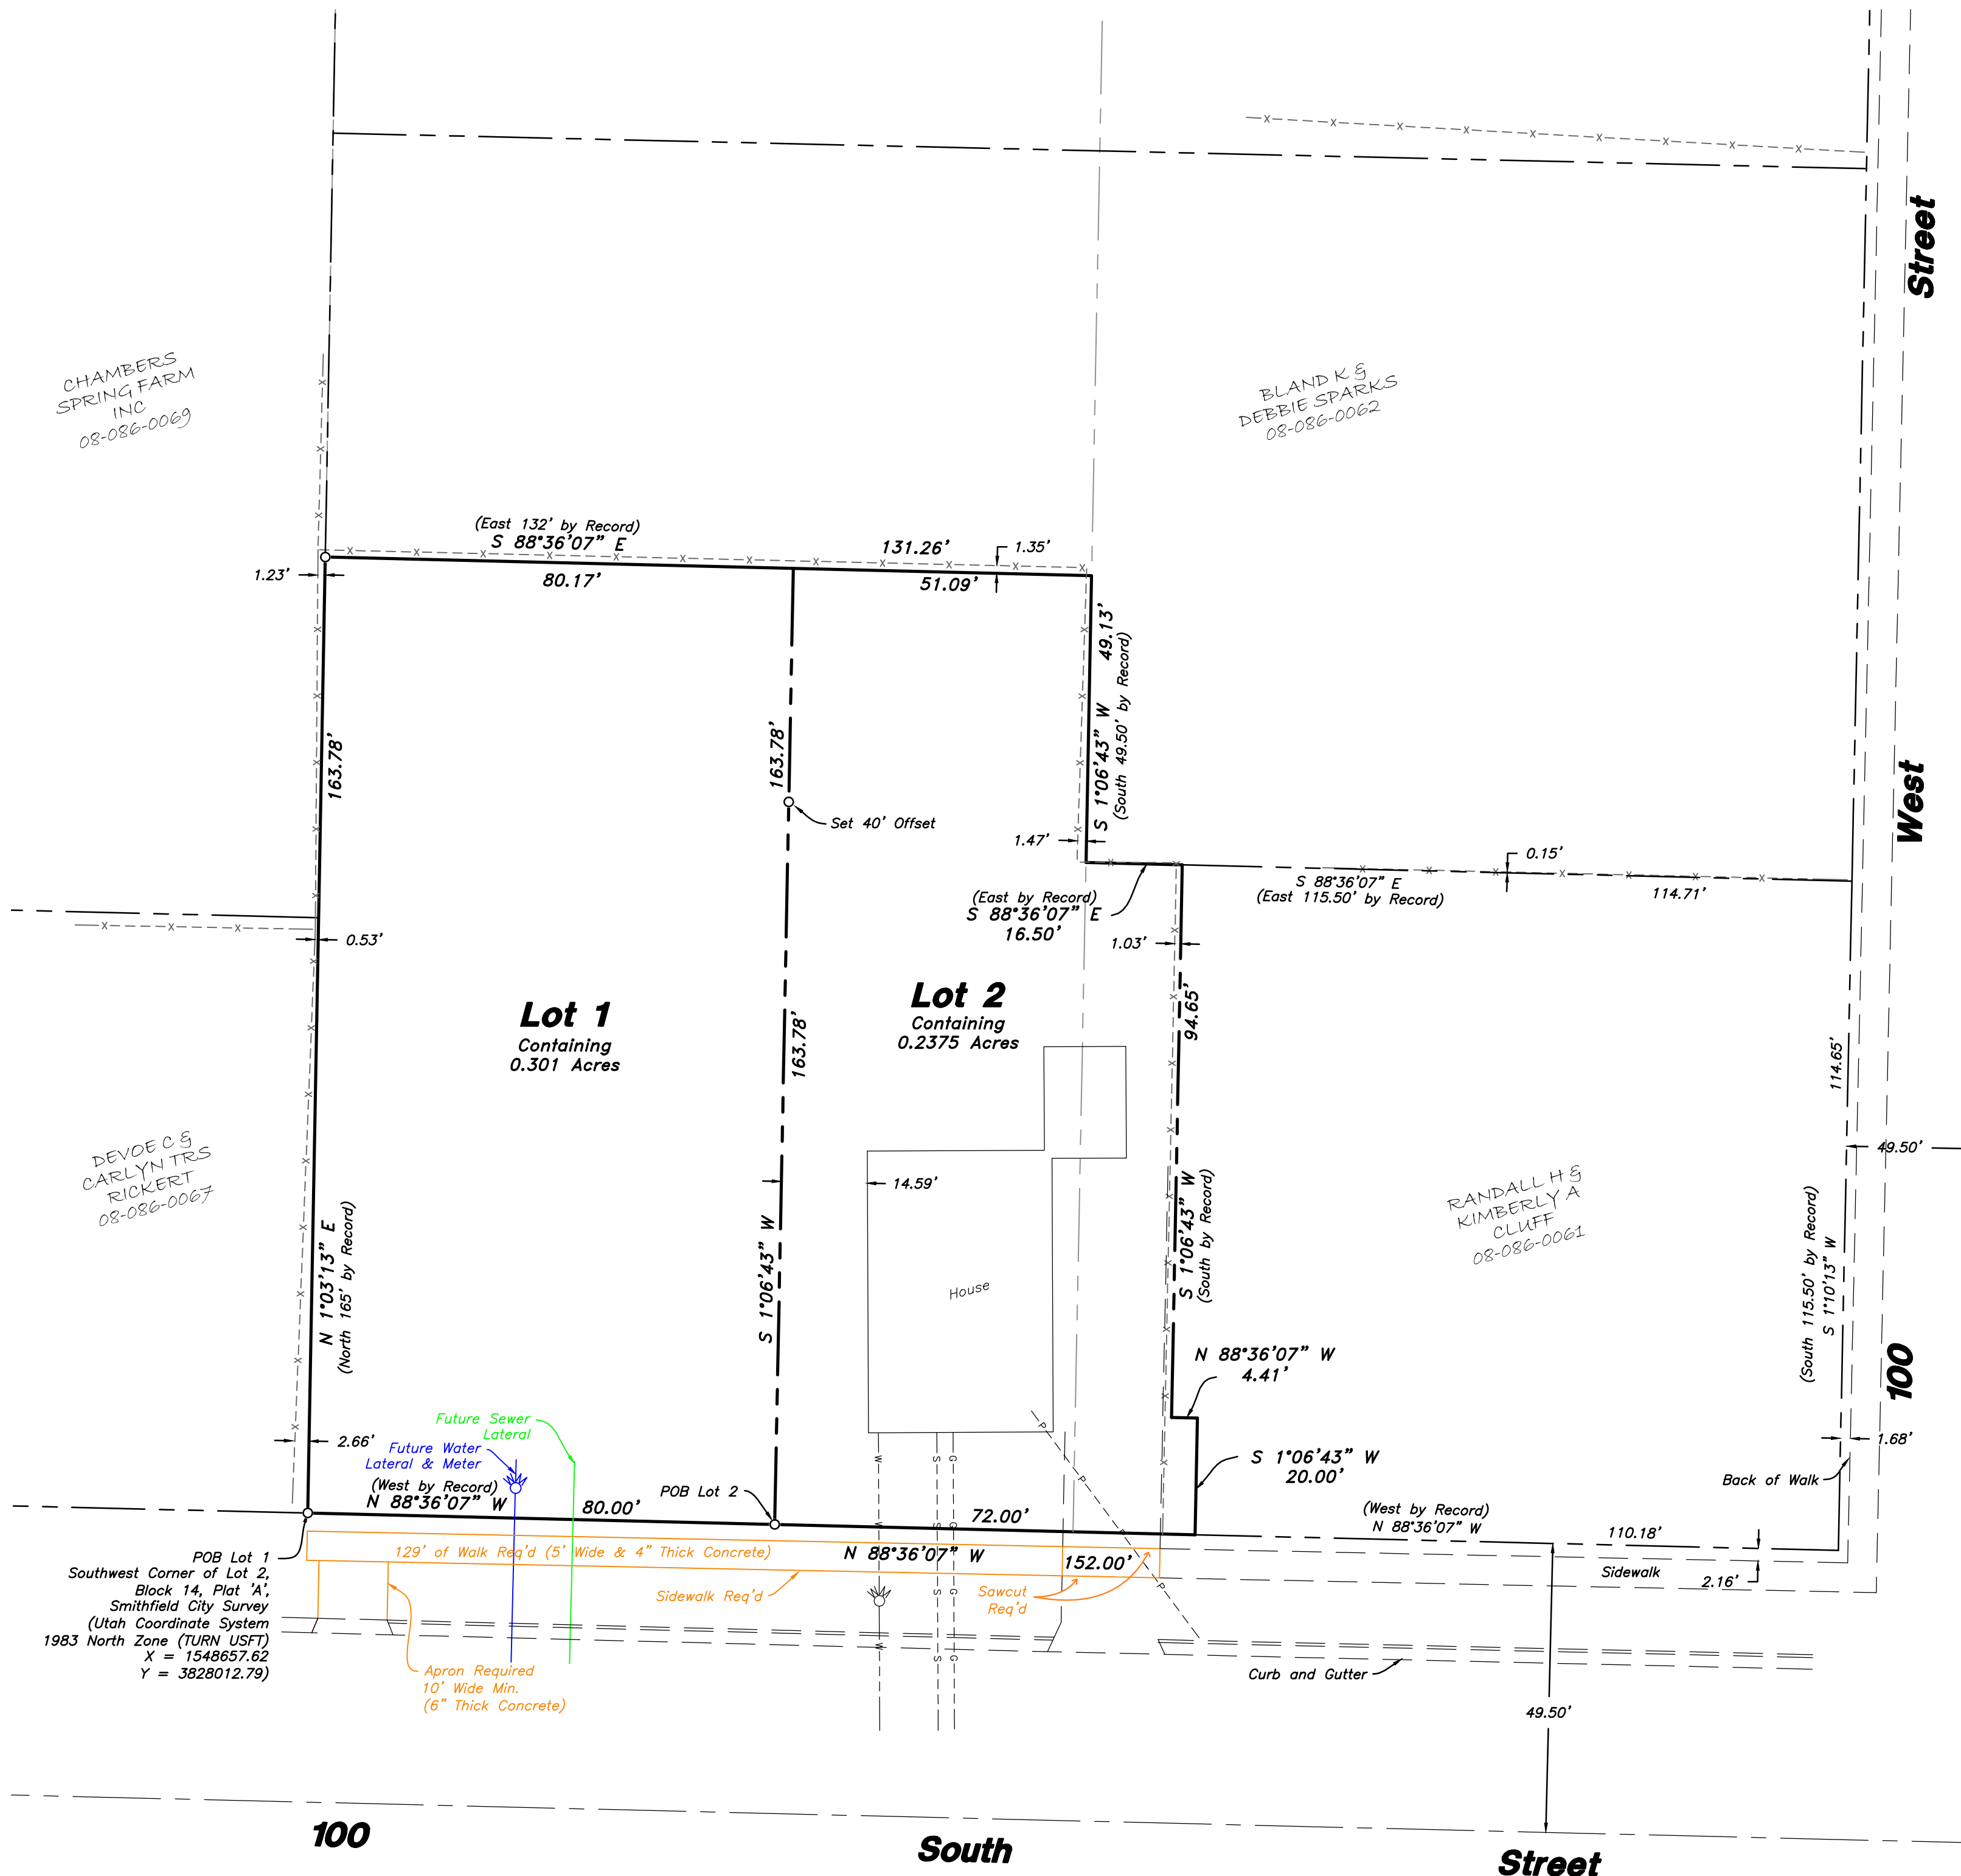 Street
CHAMBERS
SPRING FARM
INC
08-086-0069
BLAND K &
DEBBIE SPARKS
08-086-0062
(East 132' by Record)
S 88°36'07" E
131.26'
1.35'
1.23'
80.17'
51.09'
49.13'
S 1°06'43" W
(South 49.50' by Record)
163.78'
163.78'
Set 40' Offset
1.47'
0.15'
West
S 88°36'07" E
(East 115.50' by Record)
114.71'
(East by Record)
S 88°36'07" E
16.50'
0.53'
1.03'
Lot 1
Containing
0.301 Acres
Lot 2
Containing
0.2375 Acres
94.65'
163.78'
114.65'
49.50'
DEVOE C &
CARLYN TRS
RICKERT
08-086-0067
14.59'
RANDALL H &
KIMBERLY A
CLUFF
08-086-0061
N 1°03'13" E
(North 165' by Record)
S 1°06'43" W
House
S 1°06'43" W
(South by Record)
(South 115.50' by Record)
S 1°10'13" W
N 88°36'07" W
4.41'
100
2.66'
Future Sewer
Lateral
Future Water
Lateral & Meter
S 1°06'43" W
20.00'
1.68'
Back of Walk
(West by Record)
N 88°36'07" W
80.00'
POB Lot 2
72.00'
(West by Record)
N 88°36'07" W
110.18'
129' of Walk Req'd (5' Wide & 4" Thick Concrete)
N 88°36'07" W
152.00'
Sidewalk
2.16'
POB Lot 1
Southwest Corner of Lot 2,
Block 14, Plat 'A',
Smithfield City Survey
(Utah Coordinate System
1983 North Zone (TURN USFT)
X = 1548657.62
Y = 3828012.79)
Sidewalk Req'd
Sawcut
Req'd
Apron Required
10' Wide Min.
(6" Thick Concrete)
Curb and Gutter
49.50'
100
South
Street